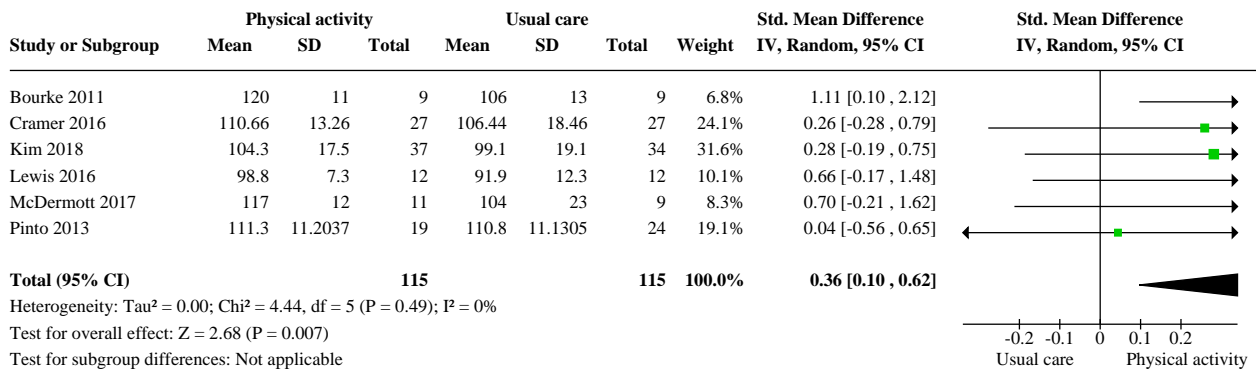 Physical activity Usual care Std. Mean Difference Std. Mean Difference
Study or Subgroup Mean SD Total Mean SD Total Weight IV, Random, 95% CI IV, Random, 95% CI
Bourke 2011 120 11 9 106 13 9 6.8% 1.11 [0.10 , 2.12]
Cramer 2016 110.66 13.26 27 106.44 18.46 27 24.1% 0.26 [-0.28 , 0.79]
Kim 2018 104.3 17.5 37 99.1 19.1 34 31.6% 0.28 [-0.19 , 0.75]
Lewis 2016 98.8 7.3 12 91.9 12.3 12 10.1% 0.66 [-0.17 , 1.48]
McDermott 2017 117 12 11 104 23 9 8.3% 0.70 [-0.21 , 1.62]
Pinto 2013 111.3 11.2037 19 110.8 11.1305 24 19.1% 0.04 [-0.56 , 0.65]
Total (95% CI) 115 115 100.0% 0.36 [0.10 , 0.62]
Heterogeneity: Tau² = 0.00; Chi² = 4.44, df = 5 (P = 0.49); I² = 0%
Test for overall effect: Z = 2.68 (P = 0.007)
Test for subgroup differences: Not applicable
-0.2 -0.1 0 0.1 0.2
Usual care Physical activity